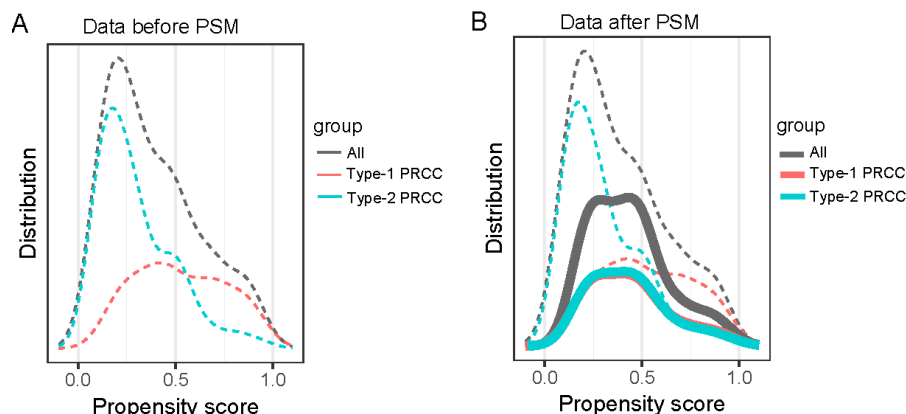 A
Data before PSM
Distribution
0.0 0.5 1.0
Propensity score
group
All
Type-1 PRCC
Type-2 PRCC
B
Data after PSM
Distribution
0.0 0.5 1.0
Propensity score
group
All
Type-1 PRCC
Type-2 PRCC